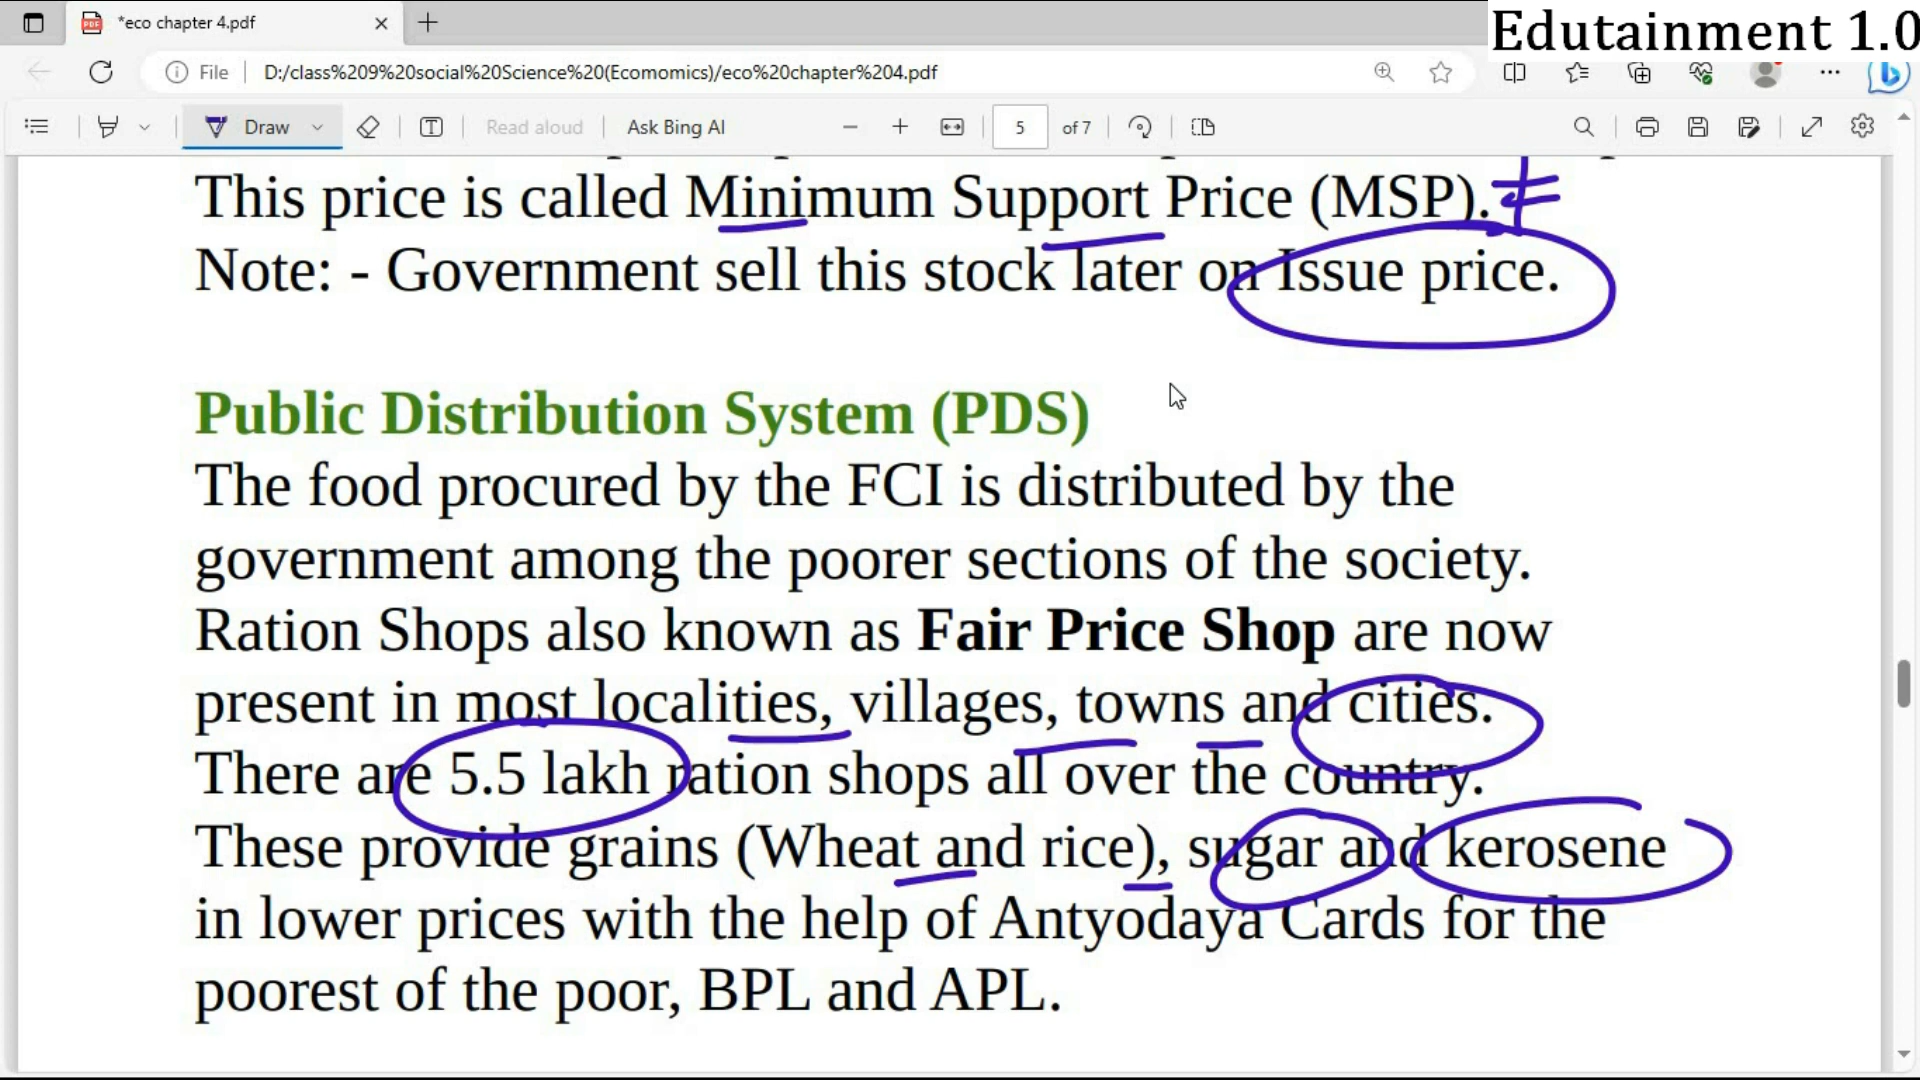 *eco chapter 4.pdf
Edutainment 1.0
File
D:/class%209%20social%20Science%20(Ecomomics)/eco%20chapter%204.pdf
Draw
Read aloud
Ask Bing AI
5
of 7
This price is called Minimum Support Price (MSP).
Note: - Government sell this stock later on Issue price.
Public Distribution System (PDS)
The food procured by the FCI is distributed by the
government among the poorer sections of the society.
Ration Shops also known as Fair Price Shop are now
present in most localities, villages, towns and cities.
There are 5.5 lakh ration shops all over the country.
These provide grains (Wheat and rice), sugar and kerosene
in lower prices with the help of Antyodaya Cards for the
poorest of the poor, BPL and APL.